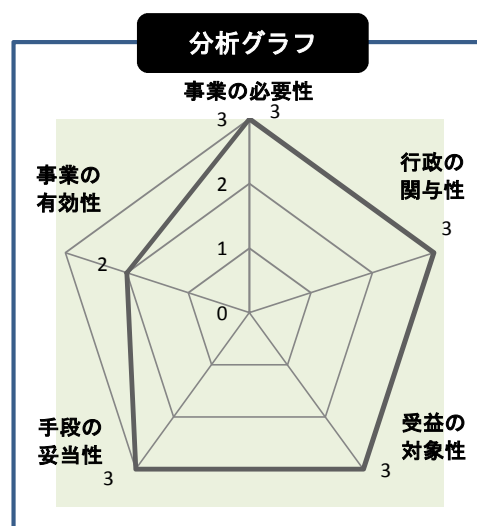 分析グラフ
事業の必要性
3
3
行政の
関与性
3
事業の
有効性
2
2
1
0
手段の
妥当性
3
受益の
対象性
3